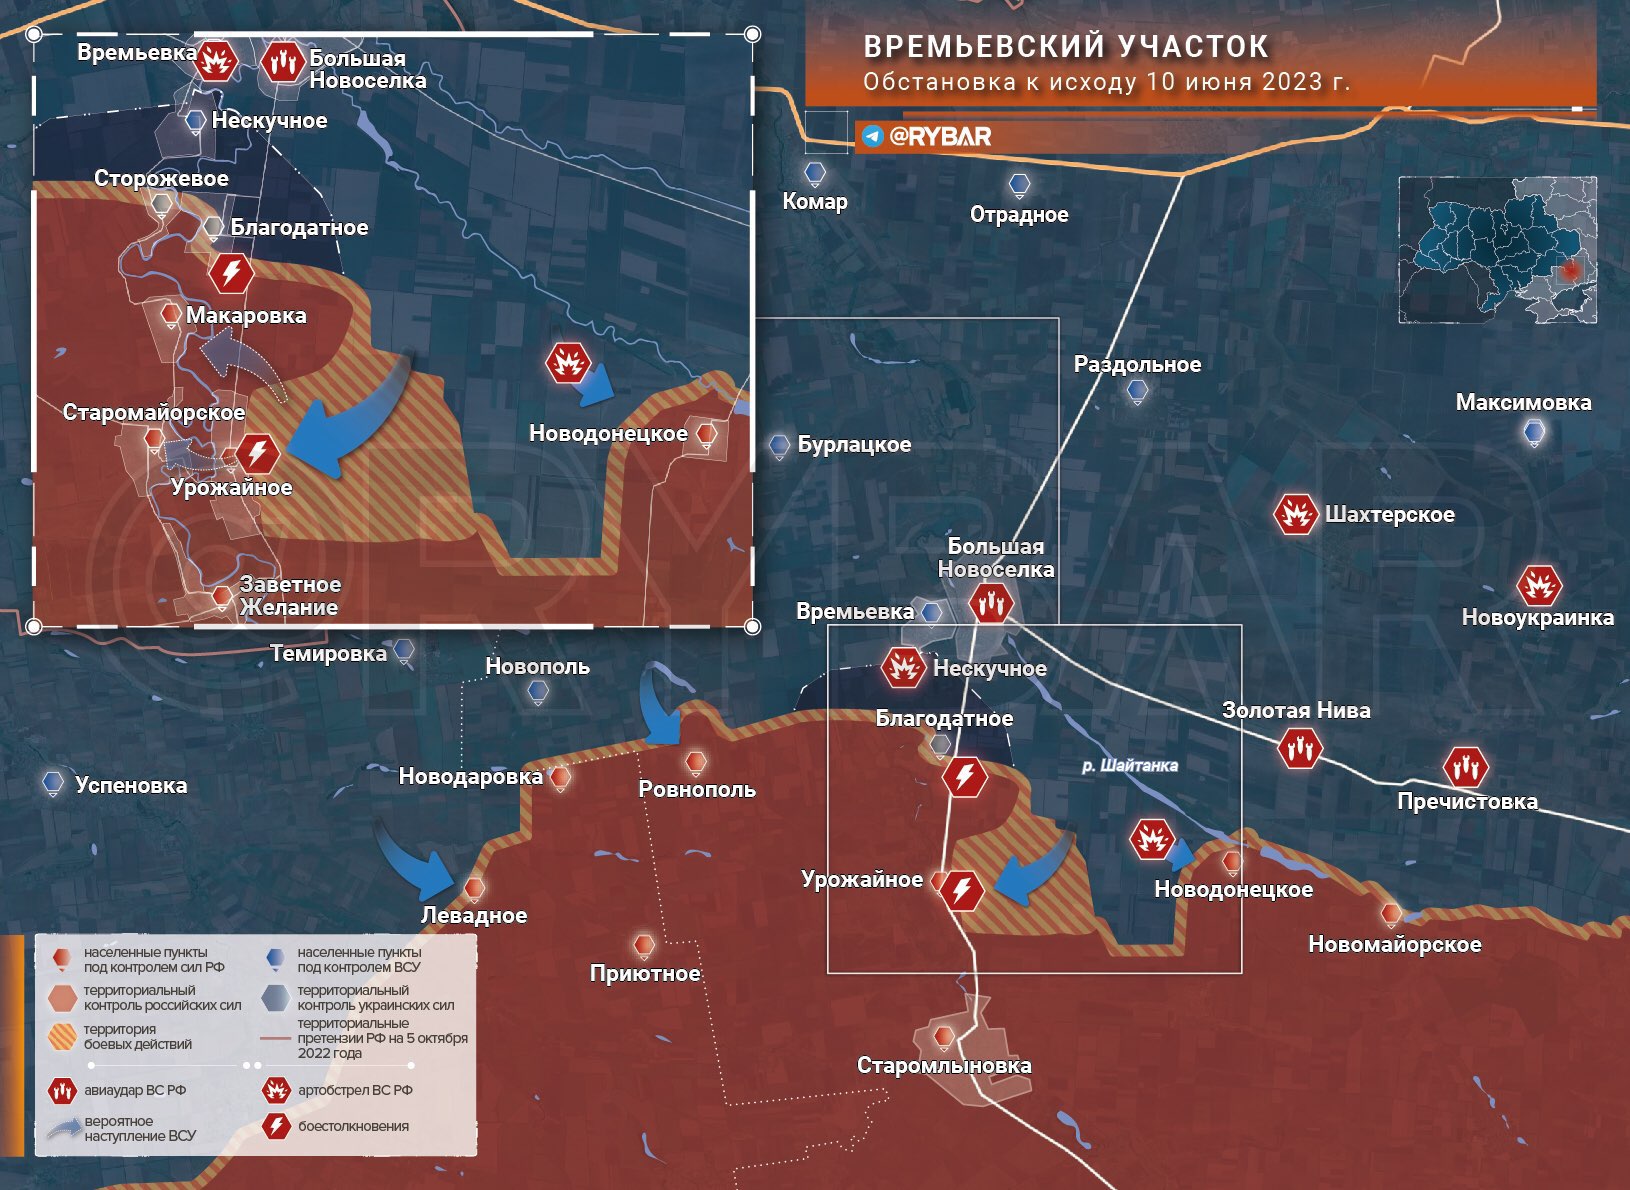 ВРЕМЬЕВСКИЙ УЧАСТОК
Обстановка к исходу 10 июня 2023 г.
@RYBAR
Времьевка
Большая
Новоселка
Нескучное
Сторожевое
Благодатное
Макаровка
Старомайорское
Новодонецкое
Урожайное
Заветное
Желание
Комар
Отрадное
Раздольное
Максимовка
Бурлацкое
Шахтерское
Большая
Новоселка
Времьевка
Новоукраинка
Темировка
Новополь
Нескучное
Благодатное
Золотая Нива
р. Шайтанка
Успеновка
Новодаровка
Ровнополь
Пречистовка
Урожайное
Новодонецкое
Левадное
Новомайорское
Приютное
Старомлыновка
населенные пункты
под контролем сил РФ
населенные пункты
под контролем ВСУ
территориальный
контроль российских сил
территориальный
контроль украинских сил
территория
боевых действий
территориальные
претензии РФ на 5 октября
2022 года
авиаудар ВС РФ
артобстрел ВС РФ
вероятное
наступление ВСУ
боестолкновения
©RYBAR